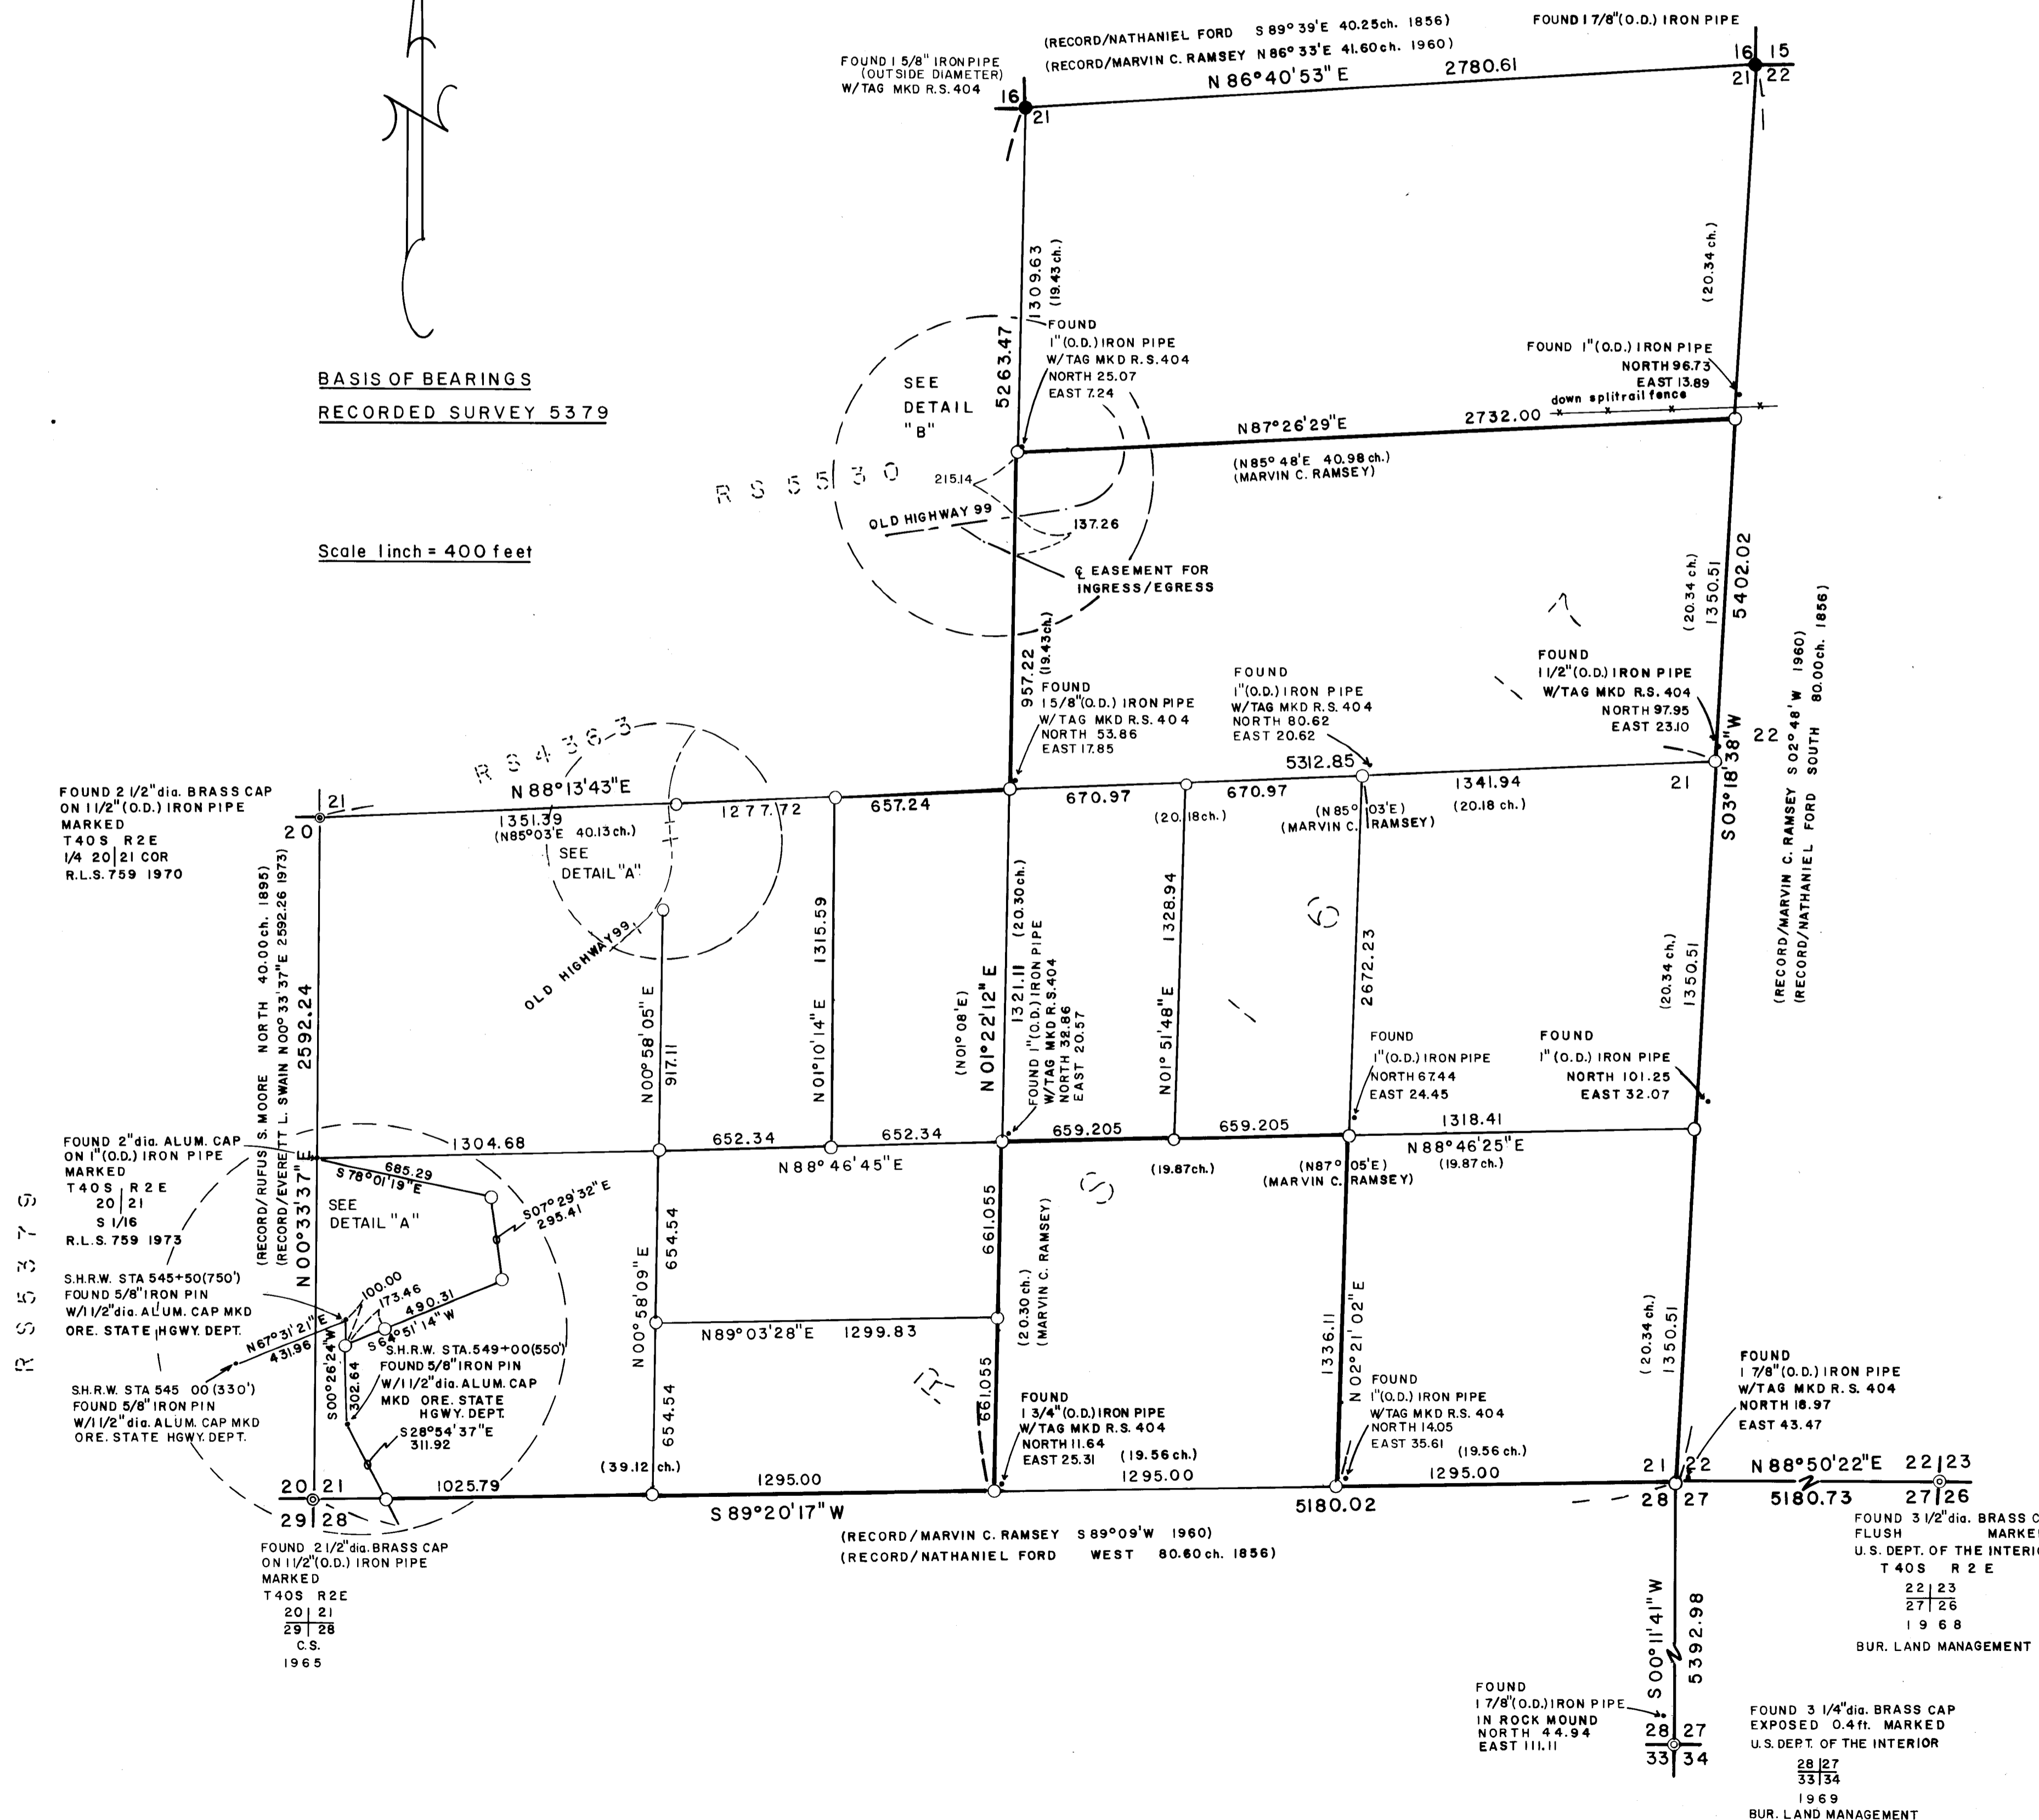 (RECORD/NATHANIEL FORD S 89°39'E 40.25ch. 1856)
(RECORD/MARVIN C. RAMSEY N 86°33'E 41.60ch. 1960)
N 86°40'53" E 2780.61
FOUND 1 7/8"(O.D.) IRON PIPE
16 15
21 22
FOUND 1 5/8" IRON PIPE
(OUTSIDE DIAMETER)
W/TAG MKD R.S. 404
16
21
N
BASIS OF BEARINGS
RECORDED SURVEY 5379
Scale 1inch = 400 feet
1309.63
(19.43 ch.)
5263.47
(20.34 ch.)
FOUND
1"(O.D.) IRON PIPE
W/TAG MKD R.S. 404
NORTH 25.07
EAST 7.24
SEE
DETAIL
"B"
FOUND 1"(O.D.) IRON PIPE
NORTH 96.73
EAST 13.89
down splitrail fence
N87°26'29"E 2732.00
(N85°48'E 40.98 ch.)
(MARVIN C. RAMSEY)
RS 5530
215.14
OLD HIGHWAY 99
137.26
℄ EASEMENT FOR
INGRESS/EGRESS
957.22
(19.43 ch.)
(20.34 ch.)
1350.51
5402.02
FOUND
1 5/8"(O.D.) IRON PIPE
W/TAG MKD R.S. 404
NORTH 53.86
EAST 17.85
FOUND
1"(O.D.) IRON PIPE
W/TAG MKD R.S. 404
NORTH 80.62
EAST 20.62
FOUND
1 1/2"(O.D.) IRON PIPE
W/TAG MKD R.S. 404
NORTH 97.95
EAST 23.10
S 03°18'38" W
22
21
(RECORD/MARVIN C. RAMSEY S 02°48'W 1960)
(RECORD/NATHANIEL FORD SOUTH 80.00ch. 1856)
RS 4363
FOUND 2 1/2"dia. BRASS CAP
ON 1 1/2"(O.D.) IRON PIPE
MARKED
T40S R2E
1/4 20|21 COR
R.L.S. 759 1970
21
20
N 88°13'43"E
5312.85
1351.39
1277.72
657.24
670.97
670.97
1341.94
(N85°03'E 40.13 ch.)
(20.18 ch.)
(N85°03'E)
(MARVIN C. RAMSEY)
(20.18 ch.)
SEE
DETAIL "A"
OLD HIGHWAY 99
(RECORD/RUFUS S. MOORE NORTH 40.00ch. 1895)
(RECORD/EVERETT L. SWAIN N00°33'37"E 2592.26 1973)
N 00°33'37"E 2592.24
N00°58'05"E
917.11
N01°10'14"E 1315.59
(N01°08'E)
N 01°22'12" E
1321.11 (20.30ch.)
FOUND 1"(O.D.) IRON PIPE
W/TAG MKD R.S. 404
NORTH 32.86
EAST 20.57
N01°51'48"E 1328.94
2672.23
(20.34 ch.)
1350.51
RS 6 7
FOUND
1"(O.D.) IRON PIPE
NORTH 67.44
EAST 24.45
FOUND
1"(O.D.) IRON PIPE
NORTH 101.25
EAST 32.07
1304.68
652.34
652.34
659.205
659.205
1318.41
N88°46'45"E
N 88°46'25"E
(19.87ch.)
(N87°05'E)
(MARVIN C. RAMSEY)
(19.87ch.)
FOUND 2"dia. ALUM. CAP
ON 1"(O.D.) IRON PIPE
MARKED
T40S R2E
20|21
S 1/16
R.L.S. 759 1973
685.29
S 78°01'19"E
SEE
DETAIL "A"
S07°29'32"E
295.41
RS 5379
S.H.R.W. STA 545+50(750')
FOUND 5/8" IRON PIN
W/1 1/2"dia. ALUM. CAP MKD
ORE. STATE HGWY. DEPT.
100.00
173.46
490.31
S 64°51'14" W
N67°31'21"E
431.96
S00°26'24"W
302.64
S.H.R.W. STA. 549+00(550')
FOUND 5/8" IRON PIN
W/1 1/2"dia. ALUM. CAP
MKD ORE. STATE
HGWY. DEPT.
S.H.R.W. STA 545 00 (330')
FOUND 5/8" IRON PIN
W/1 1/2"dia. ALUM. CAP MKD
ORE. STATE HGWY. DEPT.
S28°54'37"E
311.92
N 00°58'09"E
654.54
654.54
N89°03'28"E 1299.83
661.055
661.055
(20.30 ch.)
(MARVIN C. RAMSEY)
1336.11
N 02°21'02"E
(20.34 ch.)
1350.51
FOUND
1 3/4"(O.D.) IRON PIPE
W/TAG MKD R.S. 404
NORTH 11.64
EAST 25.31
(19.56 ch.)
FOUND
1"(O.D.) IRON PIPE
W/TAG MKD R.S. 404
NORTH 14.05
EAST 35.61
(19.56 ch.)
FOUND
1 7/8"(O.D.) IRON PIPE
W/TAG MKD R.S. 404
NORTH 18.97
EAST 43.47
20 21
29 28
1025.79
(39.12 ch.)
1295.00
1295.00
1295.00
S 89°20'17" W
5180.02
21 22
28 27
N 88°50'22"E
5180.73
22|23
27|26
(RECORD/MARVIN C. RAMSEY S 89°09'W 1960)
(RECORD/NATHANIEL FORD WEST 80.60 ch. 1856)
FOUND 2 1/2"dia. BRASS CAP
ON 1 1/2"(O.D.) IRON PIPE
MARKED
T40S R2E
20|21
29|28
C.S.
1965
FOUND 3 1/2"dia. BRASS C
FLUSH MARKE
U.S. DEPT. OF THE INTERI
T 40S R 2 E
22|23
27|26
1968
BUR. LAND MANAGEMENT
S 00°11'41" W
5392.98
FOUND
1 7/8"(O.D.) IRON PIPE
IN ROCK MOUND
NORTH 44.94
EAST 111.11
28 27
33 34
FOUND 3 1/4"dia. BRASS CAP
EXPOSED 0.4ft. MARKED
U.S. DEPT. OF THE INTERIOR
28|27
33|34
1969
BUR. LAND MANAGEMENT